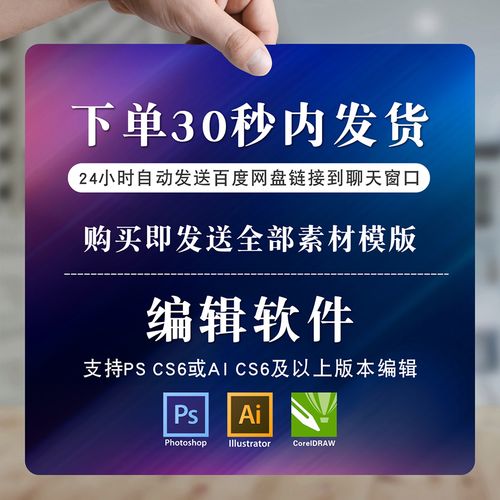 下单30秒内发货
24小时自动发送百度网盘链接到聊天窗口
购买即发送全部素材模版
编辑软件
支持PS CS6或AI CS6及以上版本编辑
Ps Ai
Photoshop Illustrator CorelDRAW